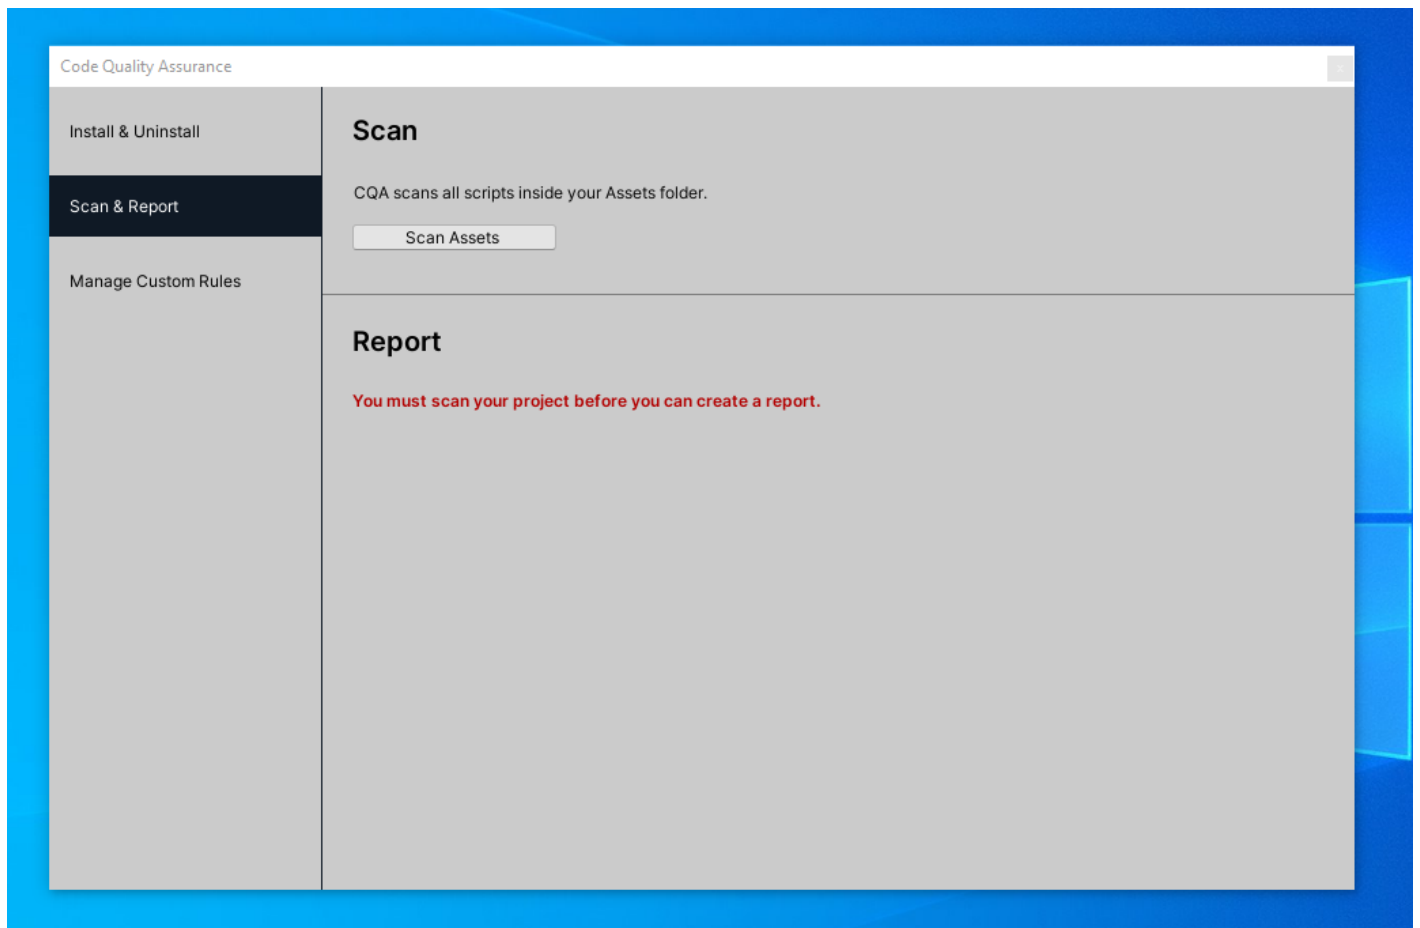 Code Quality Assurance
Install & Uninstall
Scan & Report
Manage Custom Rules
Scan
CQA scans all scripts inside your Assets folder.
Scan Assets
Report
You must scan your project before you can create a report.